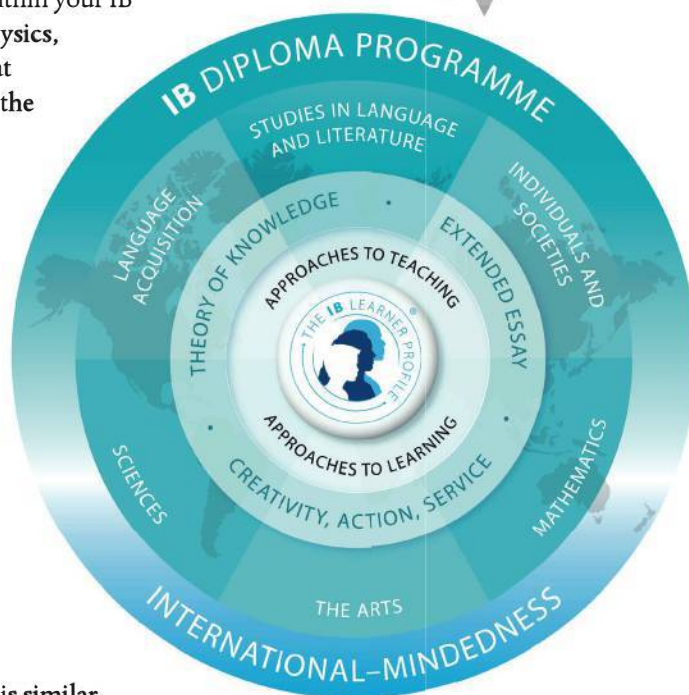 ithin your IB
ysics,
at
the
IB DIPLOMA PROGRAMME
STUDIES IN LANGUAGE
AND LITERATURE
LANGUAGE
ACQUISITION
INDIVIDUALS AND
SOCIETIES
THEORY OF KNOWLEDGE
EXTENDED ESSAY
APPROACHES TO TEACHING
THE IB LEARNER PROFILE ®
APPROACHES TO LEARNING
CREATIVITY, ACTION, SERVICE
SCIENCES
MATHEMATICS
THE ARTS
INTERNATIONAL–MINDEDNESS
is similar